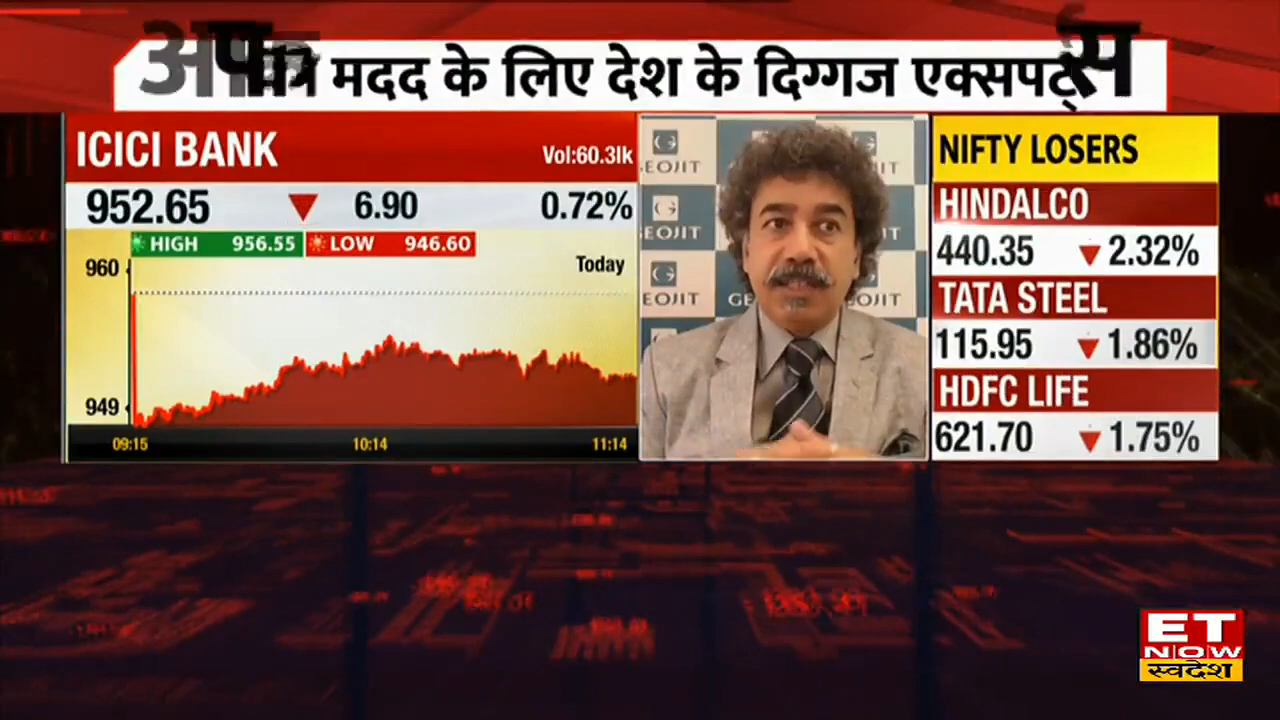 की मदद के लिए देश के दिग्गज एक्सपर्ट्स
ICICI BANK
Vol:60.3lk
952.65 ▼ 6.90 0.72%
HIGH 956.55 LOW 946.60
Today
960
949
09:15 10:14 11:14
GEOJIT
GEOJIT
GEOJIT
NIFTY LOSERS
HINDALCO
440.35 ▼ 2.32%
TATA STEEL
115.95 ▼ 1.86%
HDFC LIFE
621.70 ▼ 1.75%
ET
NOW
स्वदेश